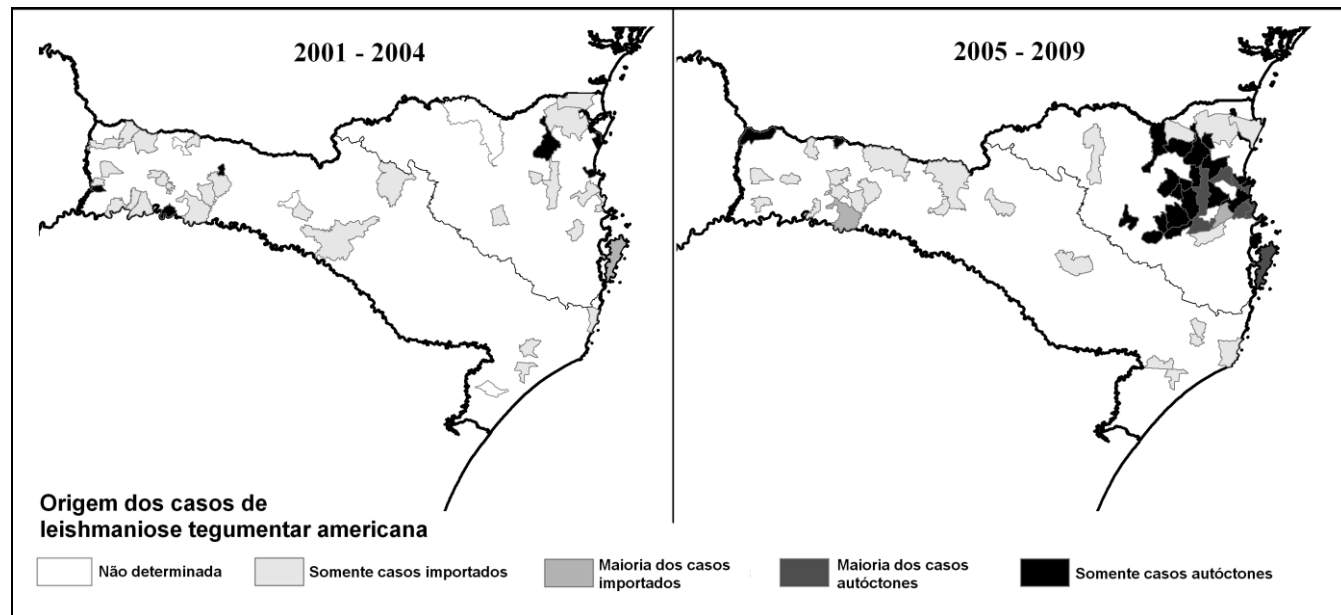 2001 - 2004
2005 - 2009
Origem dos casos de
leishmaniose tegumentar americana
Não determinada
Somente casos importados
Maioria dos casos
importados
Maioria dos casos
autóctones
Somente casos autóctones